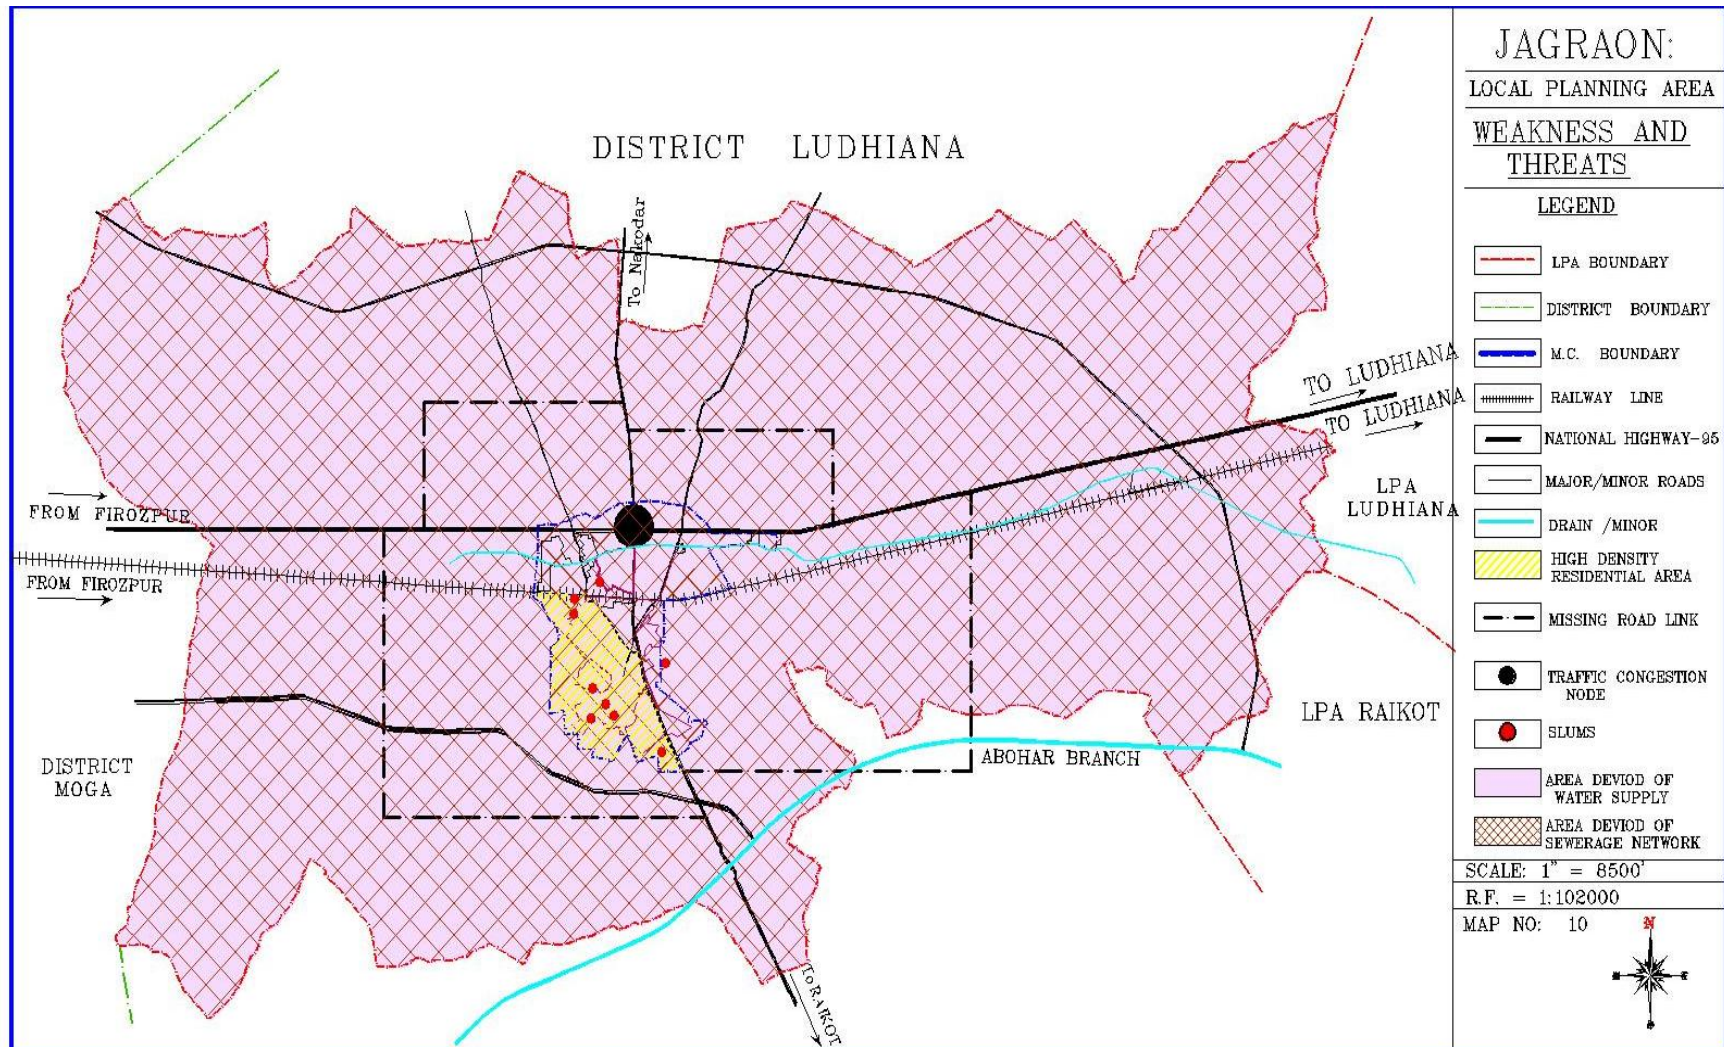 JAGRAON:
LOCAL PLANNING AREA
WEAKNESS AND
THREATS
LEGEND
LPA BOUNDARY
DISTRICT BOUNDARY
M.C. BOUNDARY
RAILWAY LINE
NATIONAL HIGHWAY-95
MAJOR/MINOR ROADS
DRAIN /MINOR
HIGH DENSITY
RESIDENTIAL AREA
MISSING ROAD LINK
TRAFFIC CONGESTION
NODE
SLUMS
AREA DEVIOD OF
WATER SUPPLY
AREA DEVIOD OF
SEWERAGE NETWORK
SCALE: 1" = 8500'
R.F. = 1:102000
MAP NO: 10
N
DISTRICT LUDHIANA
To Nakodar
TO LUDHIANA
TO LUDHIANA
FROM FIROZPUR
FROM FIROZPUR
LPA
LUDHIANA
LPA RAIKOT
ABOHAR BRANCH
DISTRICT
MOGA
To RAIKOT